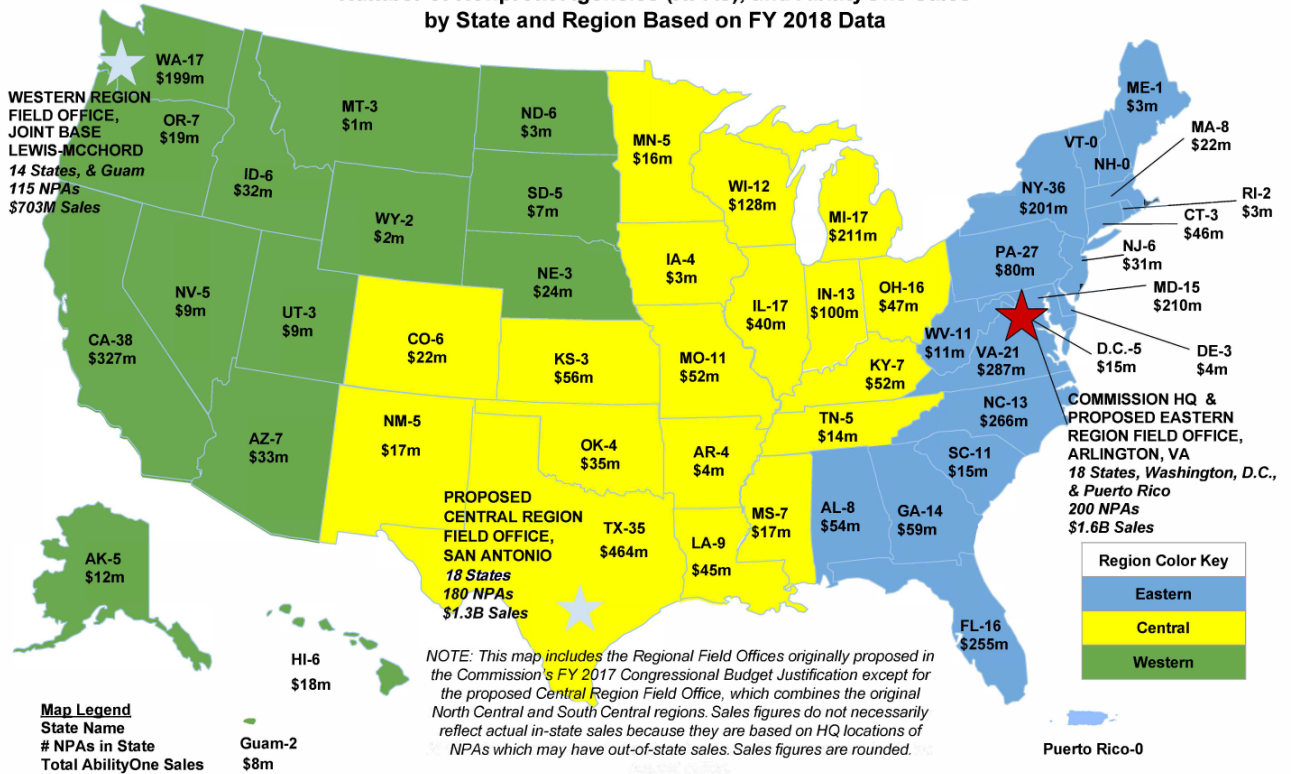 by State and Region Based on FY 2018 Data
WA-17
$199m
WESTERN REGION
FIELD OFFICE,
JOINT BASE
LEWIS-MCCHORD
14 States, & Guam
115 NPAs
$703M Sales
OR-7
$19m
ID-6
$32m
MT-3
$1m
WY-2
$2m
ND-6
$3m
SD-5
$7m
NE-3
$24m
NV-5
$9m
UT-3
$9m
CA-38
$327m
AZ-7
$33m
CO-6
$22m
NM-5
$17m
KS-3
$56m
OK-4
$35m
TX-35
$464m
MN-5
$16m
IA-4
$3m
MO-11
$52m
AR-4
$4m
LA-9
$45m
WI-12
$128m
IL-17
$40m
MI-17
$211m
IN-13
$100m
OH-16
$47m
KY-7
$52m
TN-5
$14m
MS-7
$17m
AL-8
$54m
GA-14
$59m
FL-16
$255m
SC-11
$15m
NC-13
$266m
VA-21
$287m
WV-11
$11m
PA-27
$80m
NY-36
$201m
VT-0
NH-0
ME-1
$3m
MA-8
$22m
RI-2
$3m
CT-3
$46m
NJ-6
$31m
MD-15
$210m
DE-3
$4m
D.C.-5
$15m
COMMISSION HQ &
PROPOSED EASTERN
REGION FIELD OFFICE,
ARLINGTON, VA
18 States, Washington, D.C.,
& Puerto Rico
200 NPAs
$1.6B Sales
PROPOSED
CENTRAL REGION
FIELD OFFICE,
SAN ANTONIO
18 States
180 NPAs
$1.3B Sales
Region Color Key
Eastern
Central
Western
AK-5
$12m
HI-6
$18m
Guam-2
$8m
Puerto Rico-0
Map Legend
State Name
# NPAs in State
Total AbilityOne Sales
NOTE: This map includes the Regional Field Offices originally proposed in
the Commission's FY 2017 Congressional Budget Justification except for
the proposed Central Region Field Office, which combines the original
North Central and South Central regions. Sales figures do not necessarily
reflect actual in-state sales because they are based on HQ locations of
NPAs which may have out-of-state sales. Sales figures are rounded.